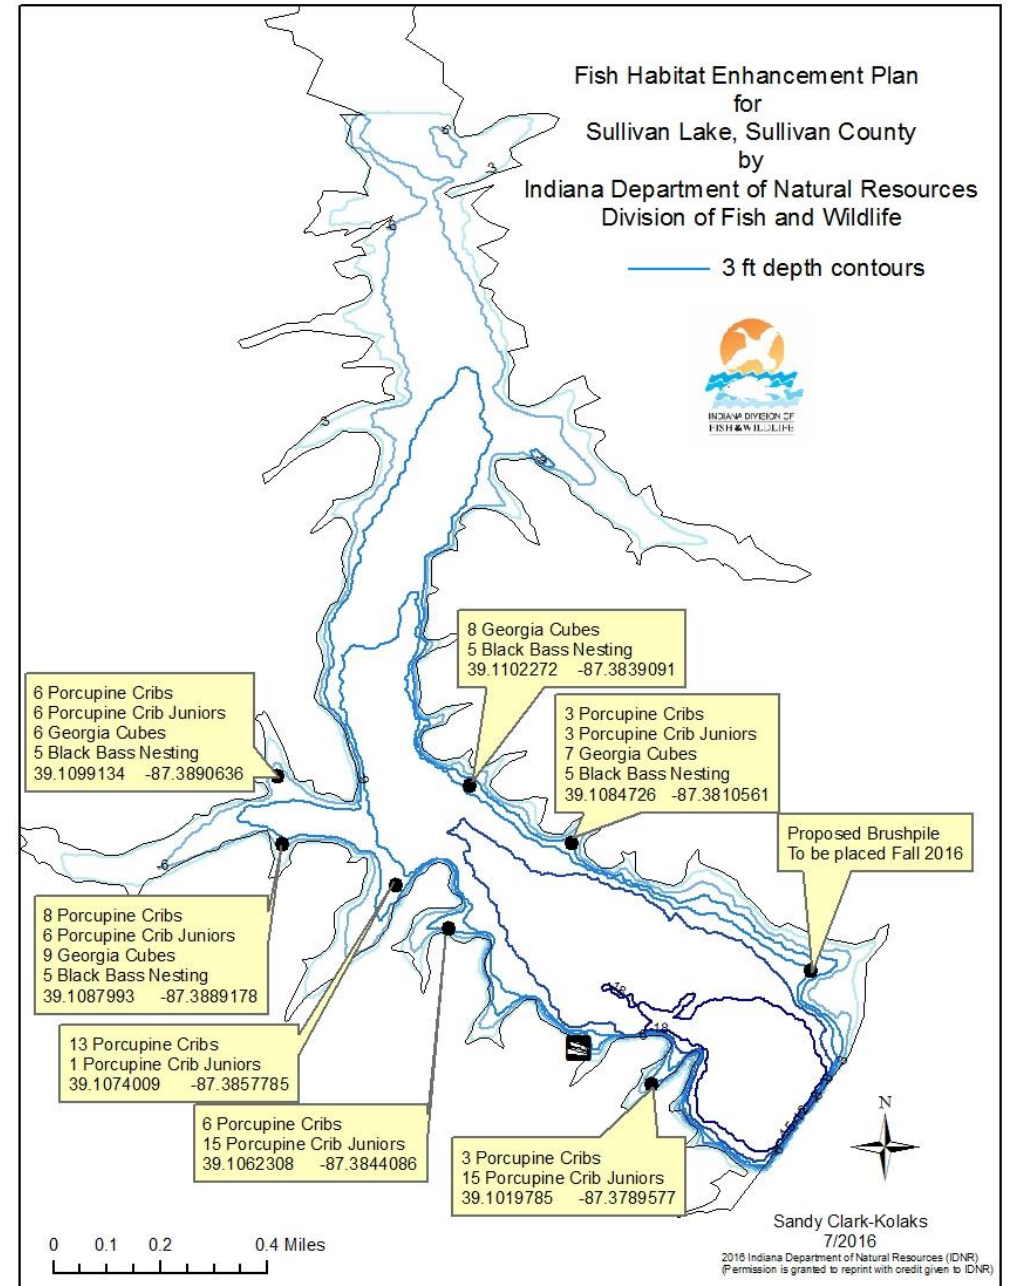 Fish Habitat Enhancement Plan
for
Sullivan Lake, Sullivan County
by
Indiana Department of Natural Resources
Division of Fish and Wildlife
3 ft depth contours
INDIANA DIVISION OF
FISH & WILDLIFE
-6
-3
-6
3
3
8 Georgia Cubes
5 Black Bass Nesting
39.1102272 -87.3839091
6 Porcupine Cribs
6 Porcupine Crib Juniors
6 Georgia Cubes
5 Black Bass Nesting
39.1099134 -87.3890636
3 Porcupine Cribs
3 Porcupine Crib Juniors
7 Georgia Cubes
5 Black Bass Nesting
39.1084726 -87.3810561
Proposed Brushpile
To be placed Fall 2016
-6
8 Porcupine Cribs
6 Porcupine Crib Juniors
9 Georgia Cubes
5 Black Bass Nesting
39.1087993 -87.3889178
-18
18
13 Porcupine Cribs
1 Porcupine Crib Juniors
39.1074009 -87.3857785
6 Porcupine Cribs
15 Porcupine Crib Juniors
39.1062308 -87.3844086
3 Porcupine Cribs
15 Porcupine Crib Juniors
39.1019785 -87.3789577
N
Sandy Clark-Kolaks
7/2016
2016 Indiana Department of Natural Resources (IDNR)
(Permission is granted to reprint with credit given to IDNR)
0 0.1 0.2 0.4 Miles